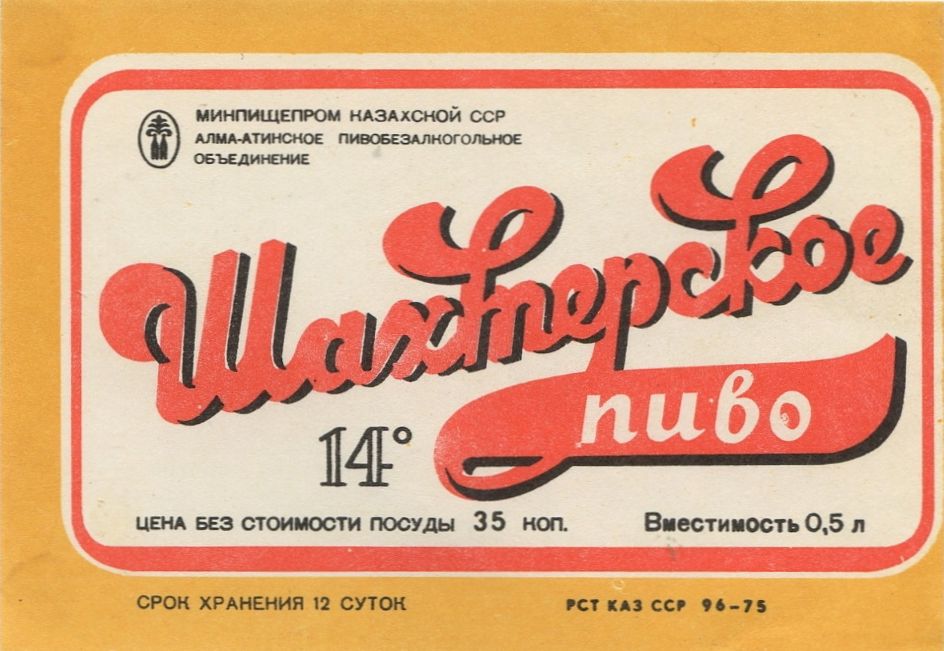 МИНПИЩЕПРОМ КАЗАХСКОЙ ССР
АЛМА-АТИНСКОЕ ПИВОБЕЗАЛКОГОЛЬНОЕ
ОБЪЕДИНЕНИЕ
Шахтерское
пиво
14°
ЦЕНА БЕЗ СТОИМОСТИ ПОСУДЫ 35 КОП. Вместимость 0,5 л
СРОК ХРАНЕНИЯ 12 СУТОК РСТ КАЗ ССР 96-75